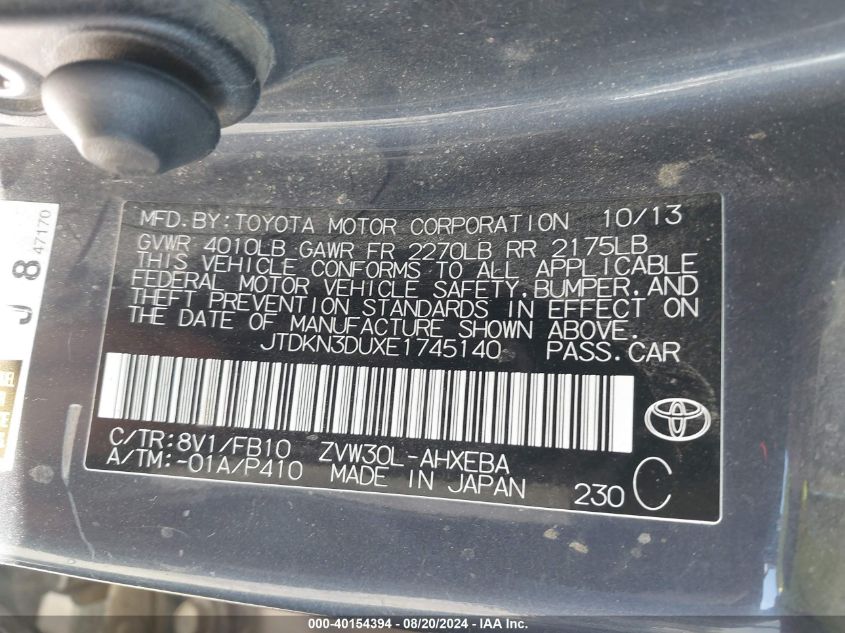 MFD.BY:TOYOTA MOTOR CORPORATION 10/13
GVWR 4010LB GAWR FR 2270LB RR 2175LB
THIS VEHICLE CONFORMS TO ALL APPLICABLE
FEDERAL MOTOR VEHICLE SAFETY,BUMPER,AND
THEFT PREVENTION STANDARDS IN EFFECT ON
THE DATE OF MANUFACTURE SHOWN ABOVE.
JTDKN3DUXE1745140 PASS.CAR
C/TR:8V1/FB10 ZVW30L-AHXEBA
A/TM:-01A/P410 MADE IN JAPAN 230 C
J 8 47170
000-40154394 - 08/20/2024 - IAA Inc.